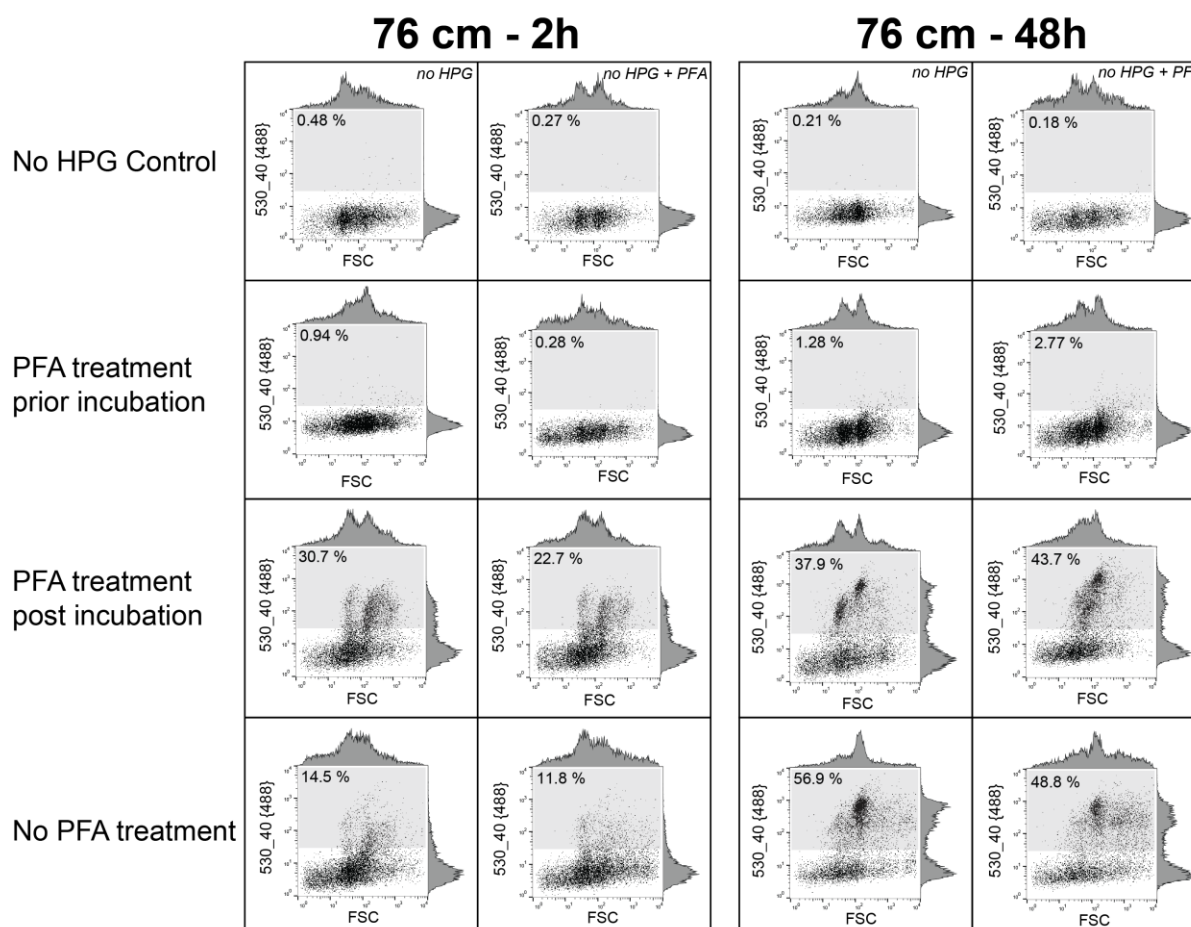 76 cm - 2h
76 cm - 48h
no HPG
no HPG + PFA
no HPG
no HPG + PF
No HPG Control
0.48 %
0.27 %
0.21 %
0.18 %
530_40 {488}
530_40 {488}
530_40 {488}
530_40 {488}
FSC
FSC
FSC
FSC
PFA treatment
prior incubation
0.94 %
0.28 %
1.28 %
2.77 %
530_40 {488}
530_40 {488}
530_40 {488}
530_40 {488}
FSC
FSC
FSC
FSC
PFA treatment
post incubation
30.7 %
22.7 %
37.9 %
43.7 %
530_40 {488}
530_40 {488}
530_40 {488}
530_40 {488}
FSC
FSC
FSC
FSC
No PFA treatment
14.5 %
11.8 %
56.9 %
48.8 %
530_40 {488}
530_40 {488}
530_40 {488}
530_40 {488}
FSC
FSC
FSC
FSC